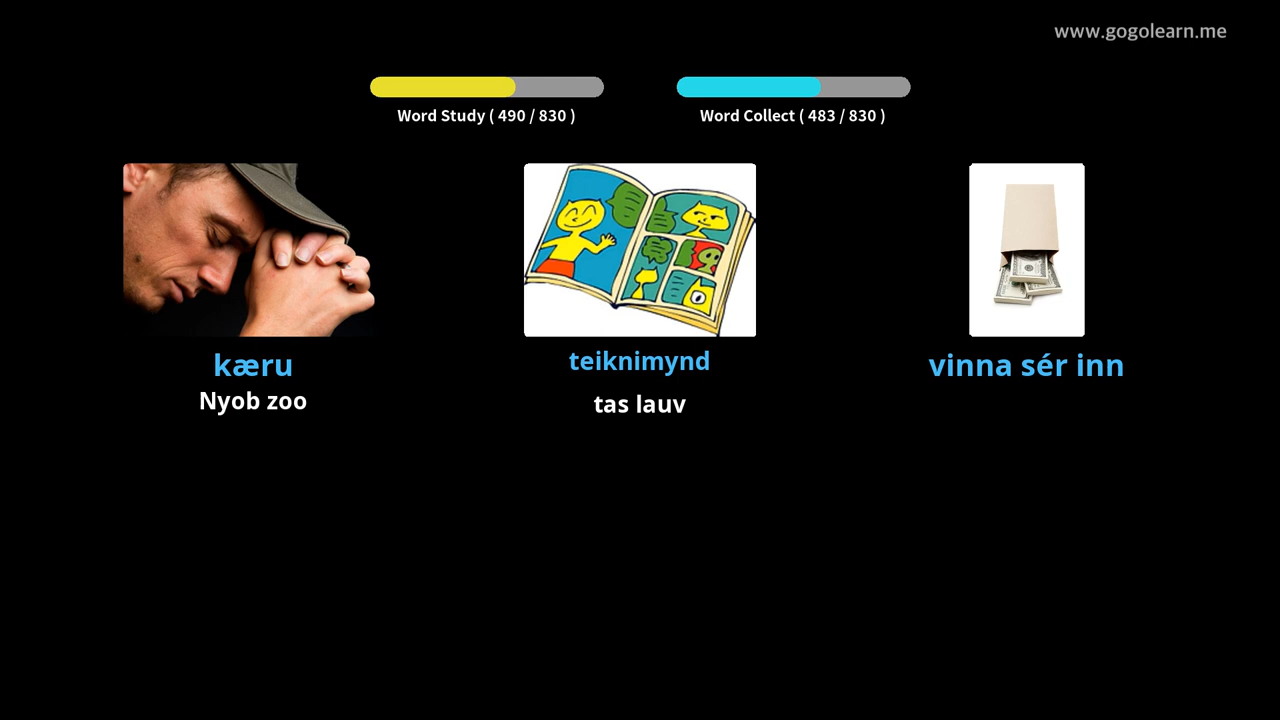 www.gogolearn.me
Word Study ( 490 / 830 )
Word Collect ( 483 / 830 )
kæru
Nyob zoo
teiknimynd
tas lauv
vinna sér inn